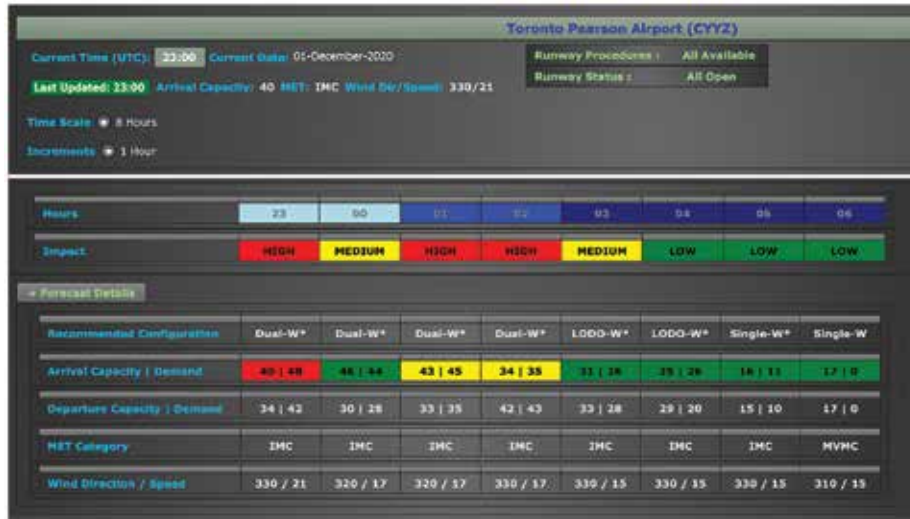 Toronto Pearson Airport (CYYZ)
Current Time (UTC): 23:00 Current Date: 01-December-2020
Runway Procedures : All Available
Runway Status : All Open
Last Updated: 23:00 Arrival Capacity: 40 MET: IMC Wind Dir/Speed: 330/21
Time Scale 8 Hours
Increments 1 Hour
Hours 23 00 01 02 03 04 05 06
Impact HIGH MEDIUM HIGH HIGH MEDIUM LOW LOW LOW
Forecast Details
Recommended Configuration Dual-W* Dual-W* Dual-W* Dual-W* LODO-W* LODO-W* Single-W* Single-W
Arrival Capacity | Demand 40 | 48 46 | 44 43 | 45 34 | 35 31 | 26 35 | 26 16 | 11 17 | 0
Departure Capacity | Demand 34 | 42 30 | 28 33 | 35 42 | 43 33 | 28 29 | 20 15 | 10 17 | 0
MET Category IMC IMC IMC IMC IMC IMC IMC MVMC
Wind Direction / Speed 330 / 21 320 / 17 320 / 17 330 / 17 330 / 15 330 / 15 330 / 15 310 / 15